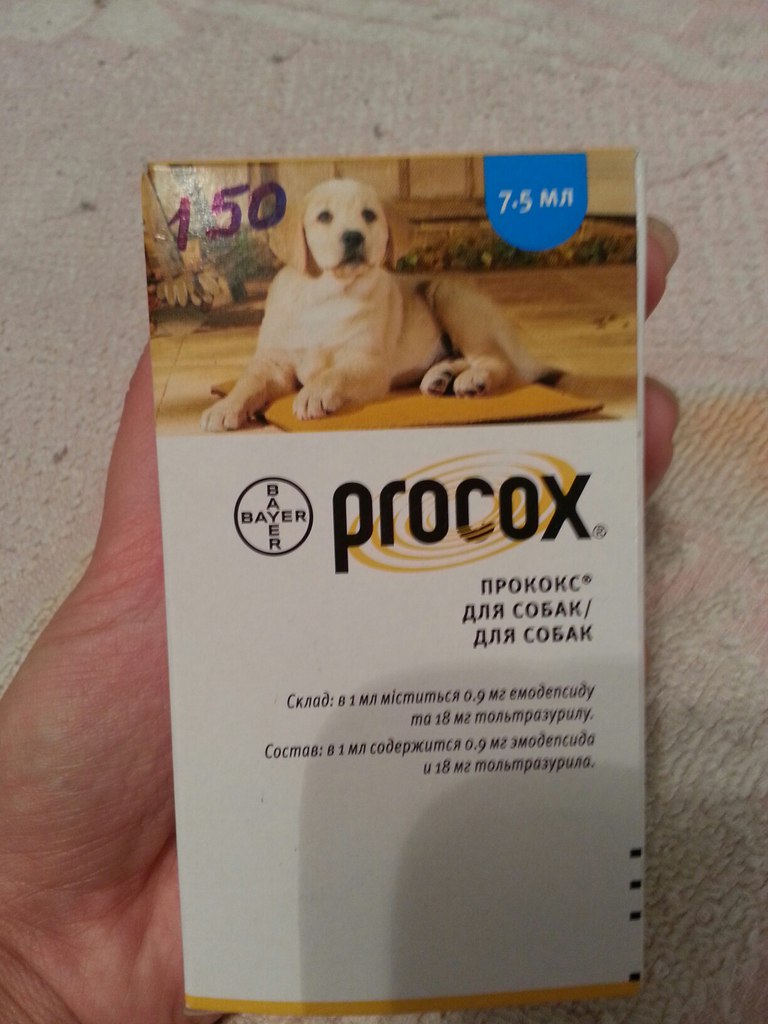 150
7.5 МЛ
BAYER
BAYER
procox®
ПРОКОКС®
ДЛЯ СОБАК/
ДЛЯ СОБАК
Склад: в 1 мл міститься 0.9 мг емодепсиду
та 18 мг тольтразурилу.
Состав: в 1 мл содержится 0.9 мг эмодепсида
и 18 мг тольтразурила.